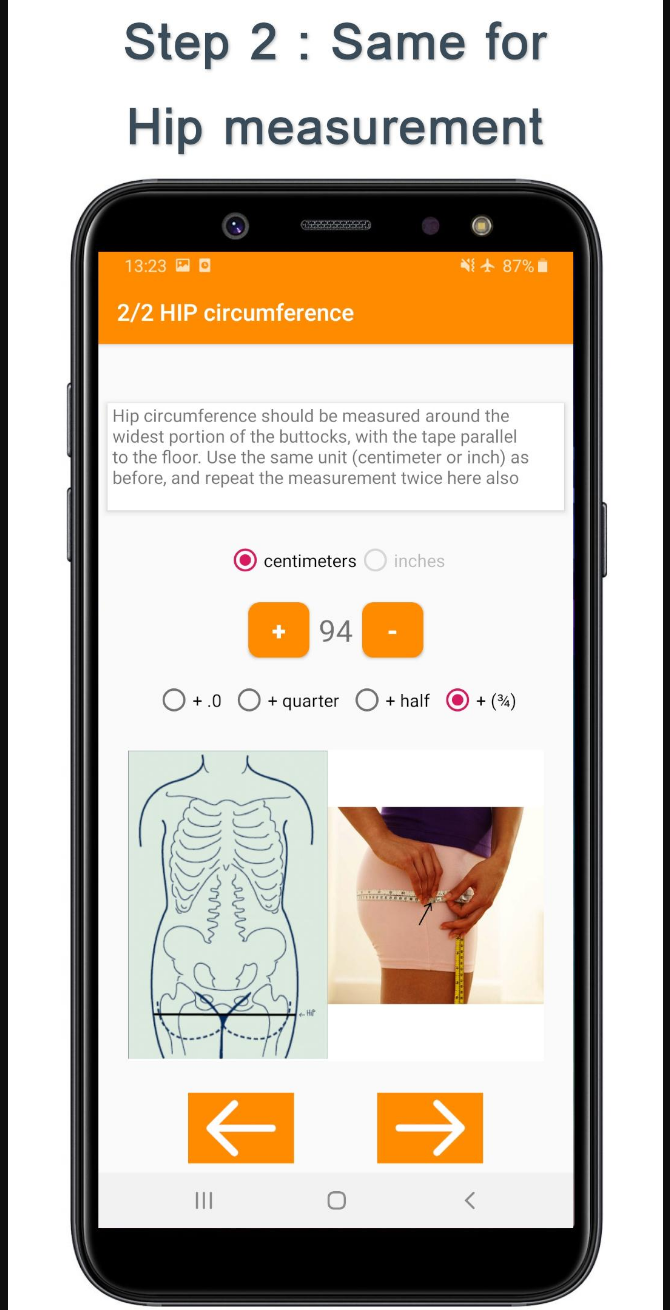 Step 2 : Same for
Hip measurement
13:23 87%
2/2 HIP circumference
Hip circumference should be measured around the
widest portion of the buttocks, with the tape parallel
to the floor. Use the same unit (centimeter or inch) as
before, and repeat the measurement twice here also
centimeters inches
+ 94 -
+ .0 + quarter + half + (¾)
HIP